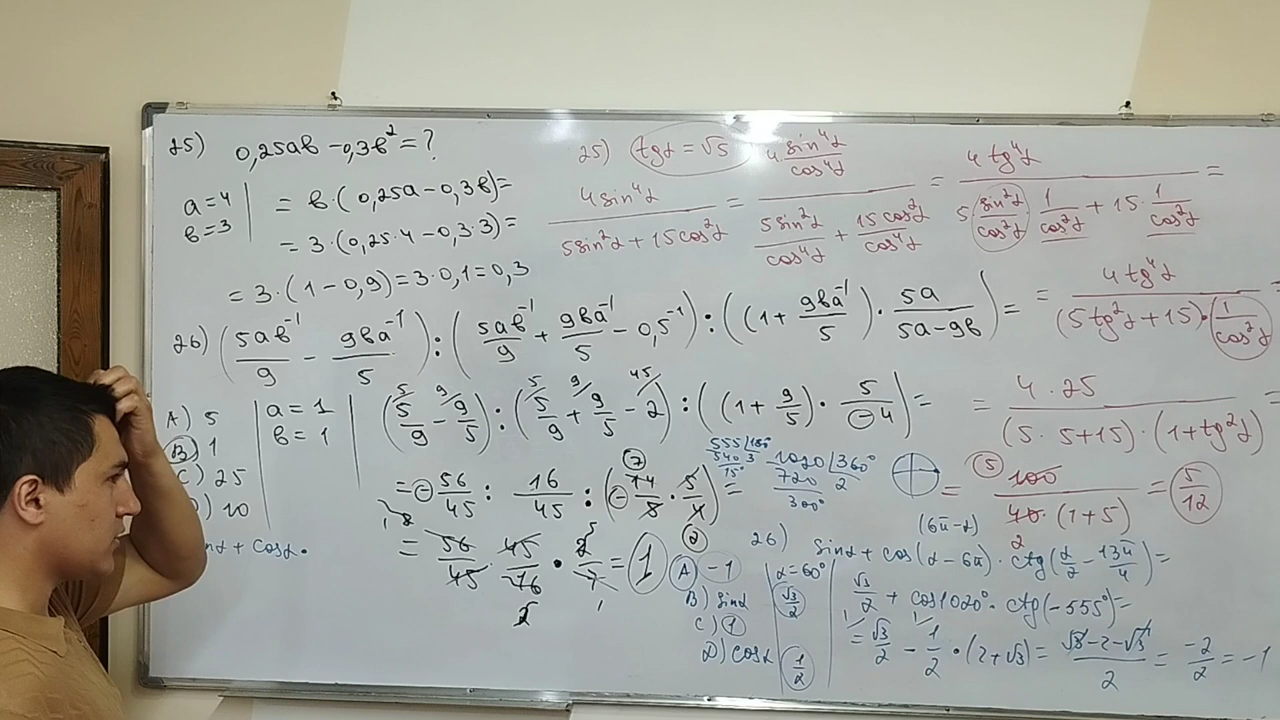 25) 0,25ab - 0,3b² = ?
a = 4
b = 3
= b·(0,25a - 0,3b) =
= 3·(0,25·4 - 0,3·3) =
= 3·(1 - 0,9) = 3·0,1 = 0,3
26) (5ab⁻¹/9 - 9ba⁻¹/5) : (5ab⁻¹/9 + 9ba⁻¹/5 - 0,5⁻¹) : ((1 + 9ba⁻¹/5) · 5a/(5a-9b)) =
A) 5
B) 1
C) 25
) 10
a = 1
b = 1
(5/9 - 9/5) : (5/9 + 9/5 - 2) : ((1 + 9/5) · 5/(-4)) =
= -56/45 : 16/45 : (-14/5 · 5/4) =
= 56/45 · 45/16 · 2/7 = 1
25) tgα = √5
4sin⁴α/(5sin²α + 15cos²α) = (4 sin⁴α/cos⁴α)/(5sin²α/cos⁴α + 15cos²α/cos⁴α) = 4tg⁴α/(5 sin²α/cos²α · 1/cos²α + 15 · 1/cos²α) =
= 4tg⁴α/((5tg²α + 15) · 1/cos²α) =
= 4·25/((5·5+15)·(1+tg²α)) =
= 100/(40·(1+5)) = 5/12
555 180
540 3
15°
1020 360°
720 2
300°
nα + cosα·
(6π-α)
26) sinα + cos(α - 6π) · ctg(α/2 - 13π/4) =
A) -1
B) sinα
C) 1
D) cosα
α = 60°
√3/2
1/2
√3/2 + cos1020° · ctg(-555°) =
= √3/2 - 1/2 · (2+√3) = (√3 - 2 - √3)/2 = -2/2 = -1